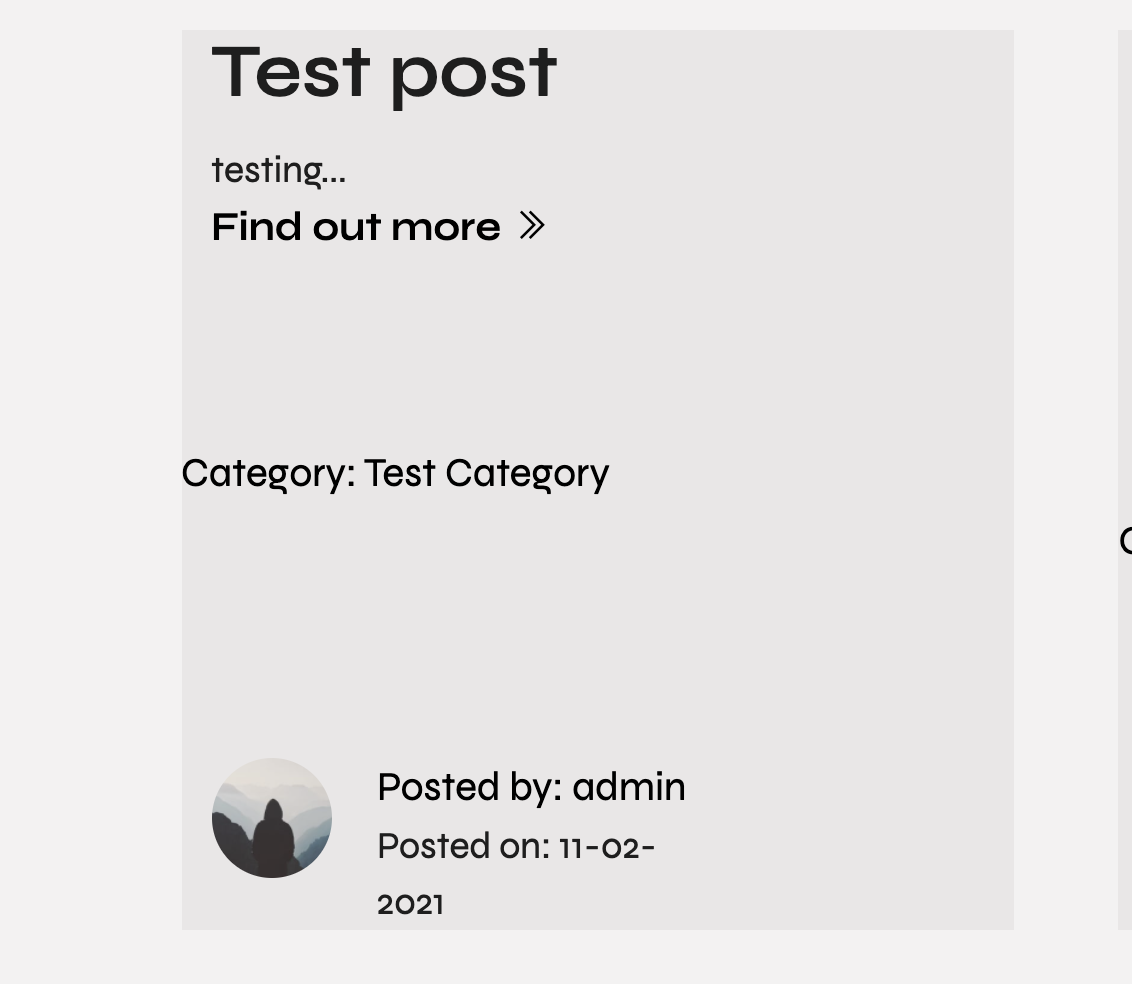 Test post
testing...
Find out more
Category: Test Category
Posted by: admin
Posted on: 11-02-
2021